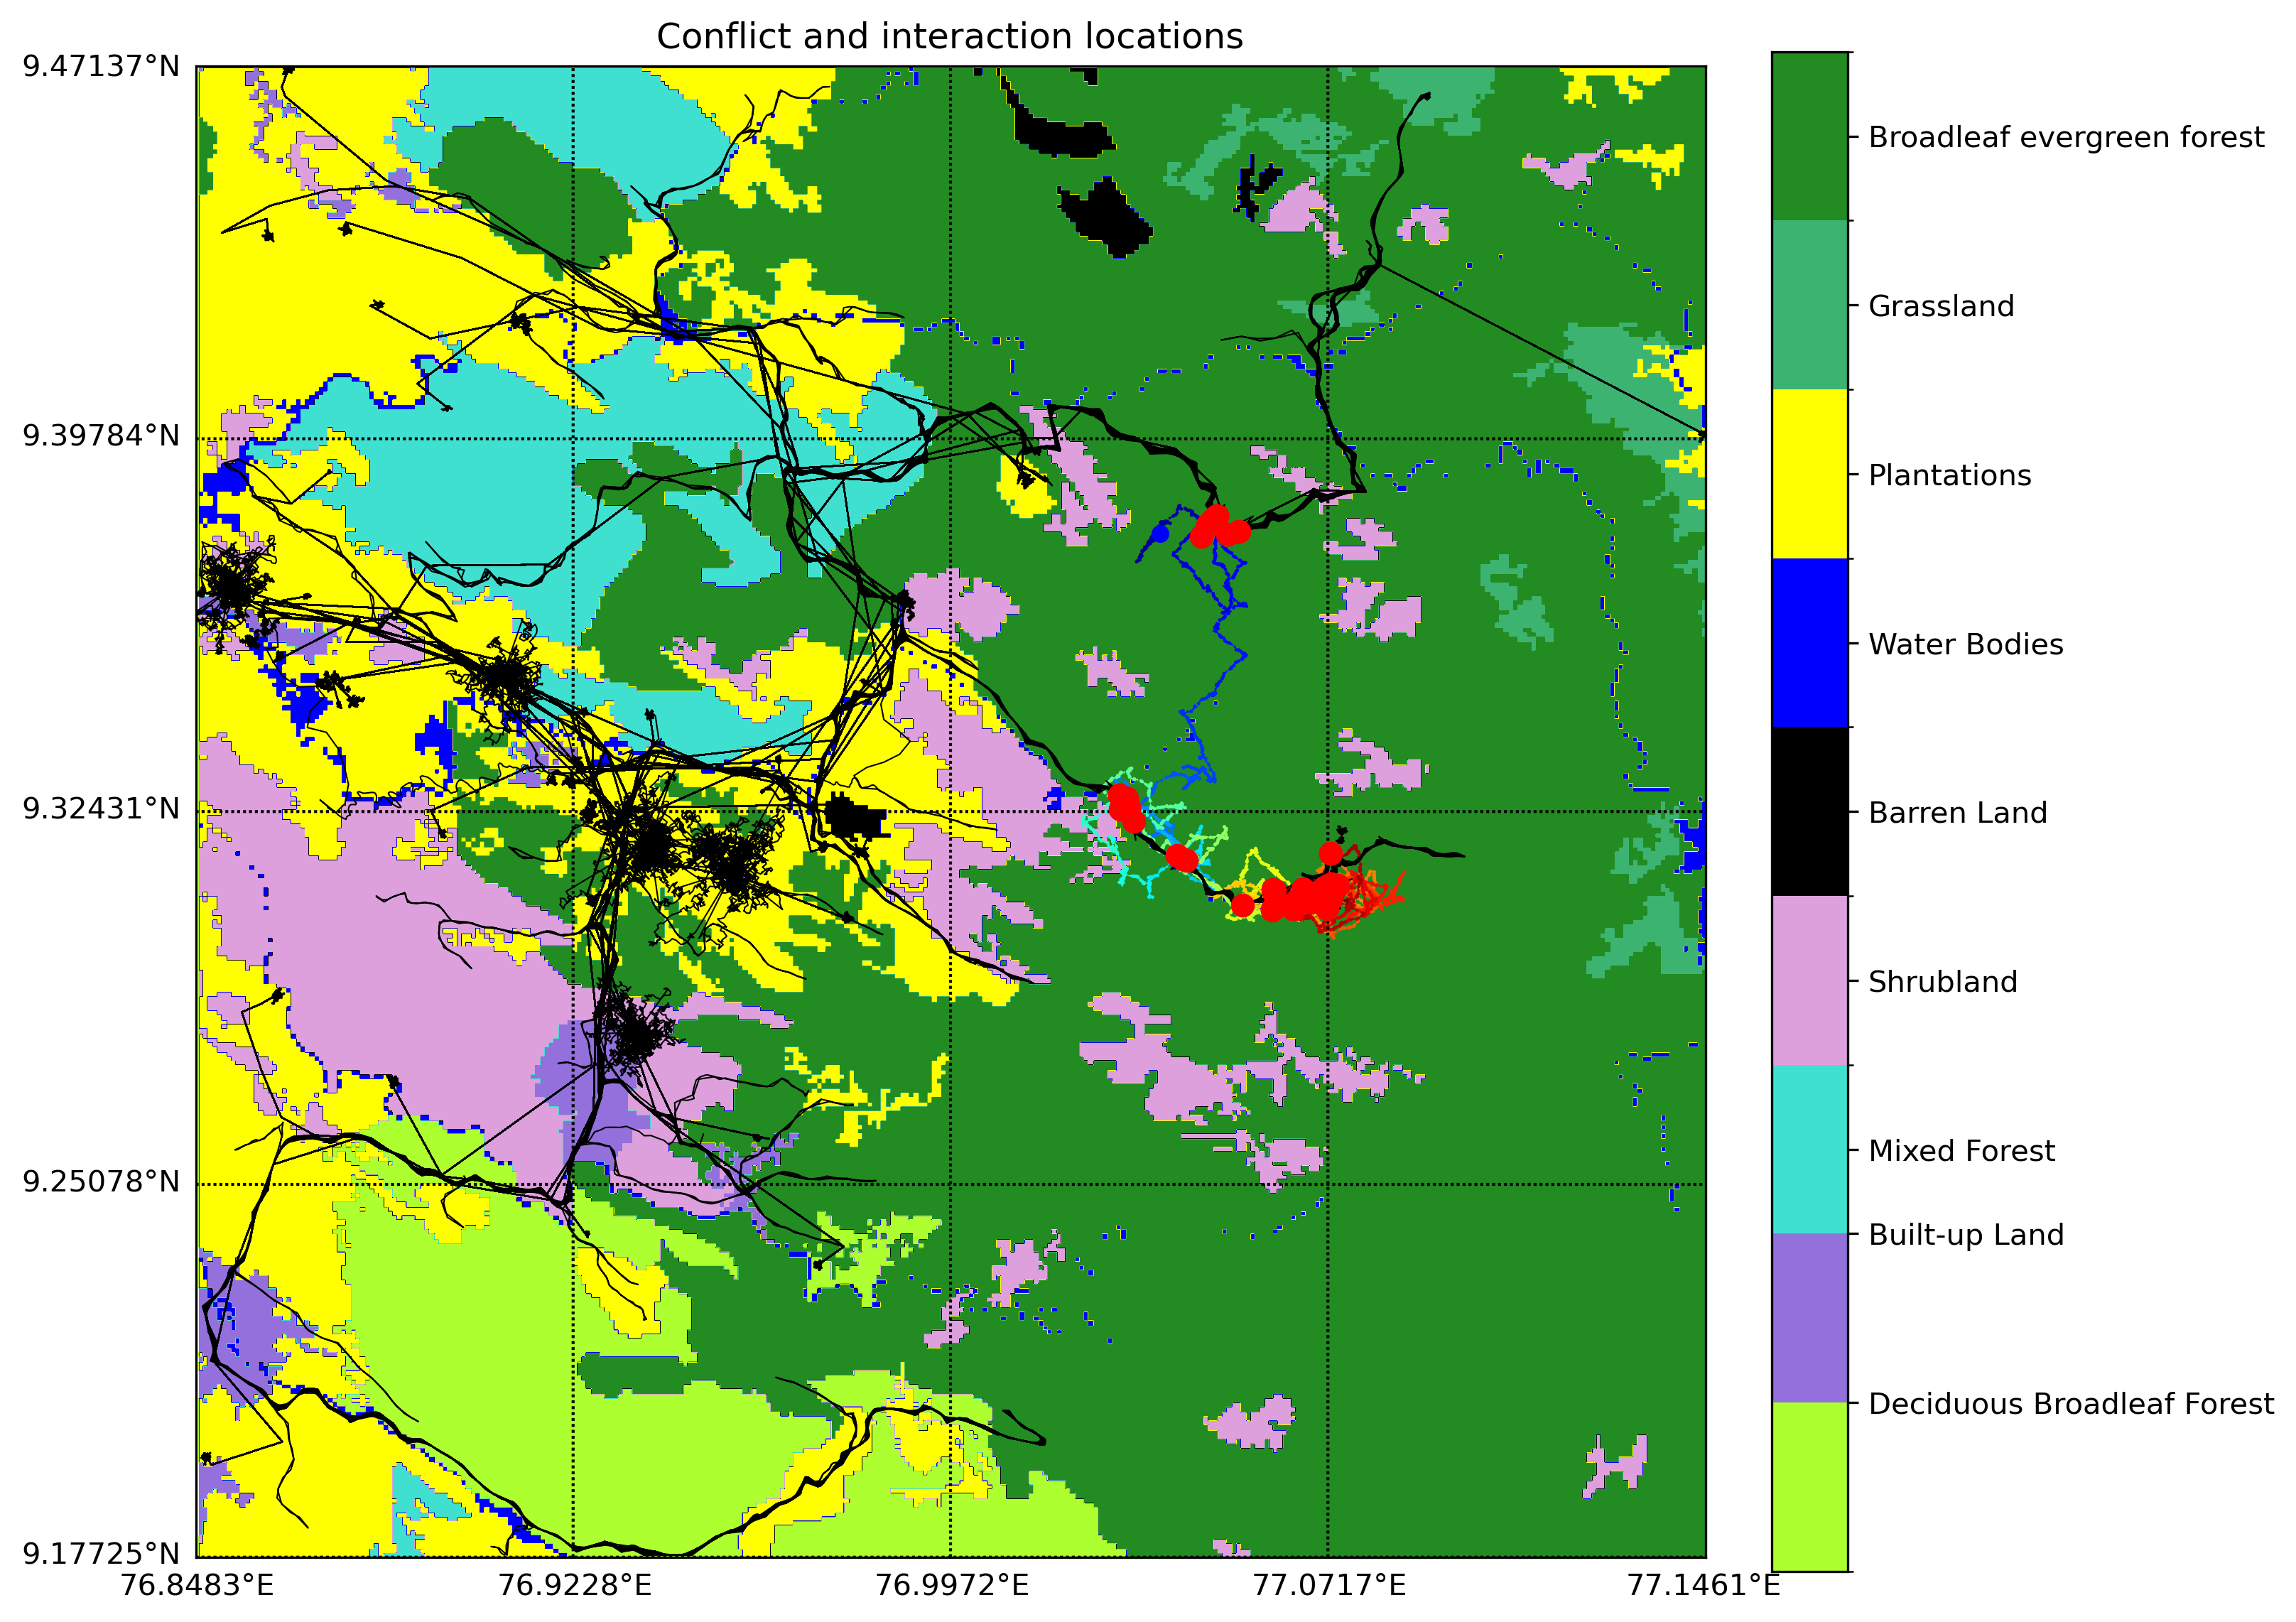 Conflict and interaction locations
9.47137°N
9.39784°N
9.32431°N
9.25078°N
9.17725°N
76.8483°E
76.9228°E
76.9972°E
77.0717°E
77.1461°E
Broadleaf evergreen forest
Grassland
Plantations
Water Bodies
Barren Land
Shrubland
Mixed Forest
Built-up Land
Deciduous Broadleaf Forest